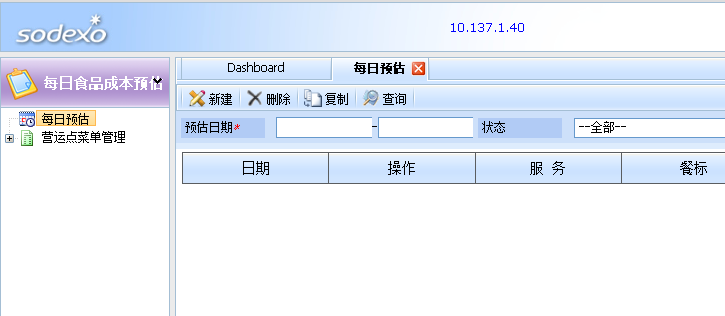 sodexo
10.137.1.40
每日食品成本预估
每日预估
营运点菜单管理
Dashboard 每日预估
新建 删除 复制 查询
预估日期* - 状态 --全部--
日期 操作 服 务 餐标